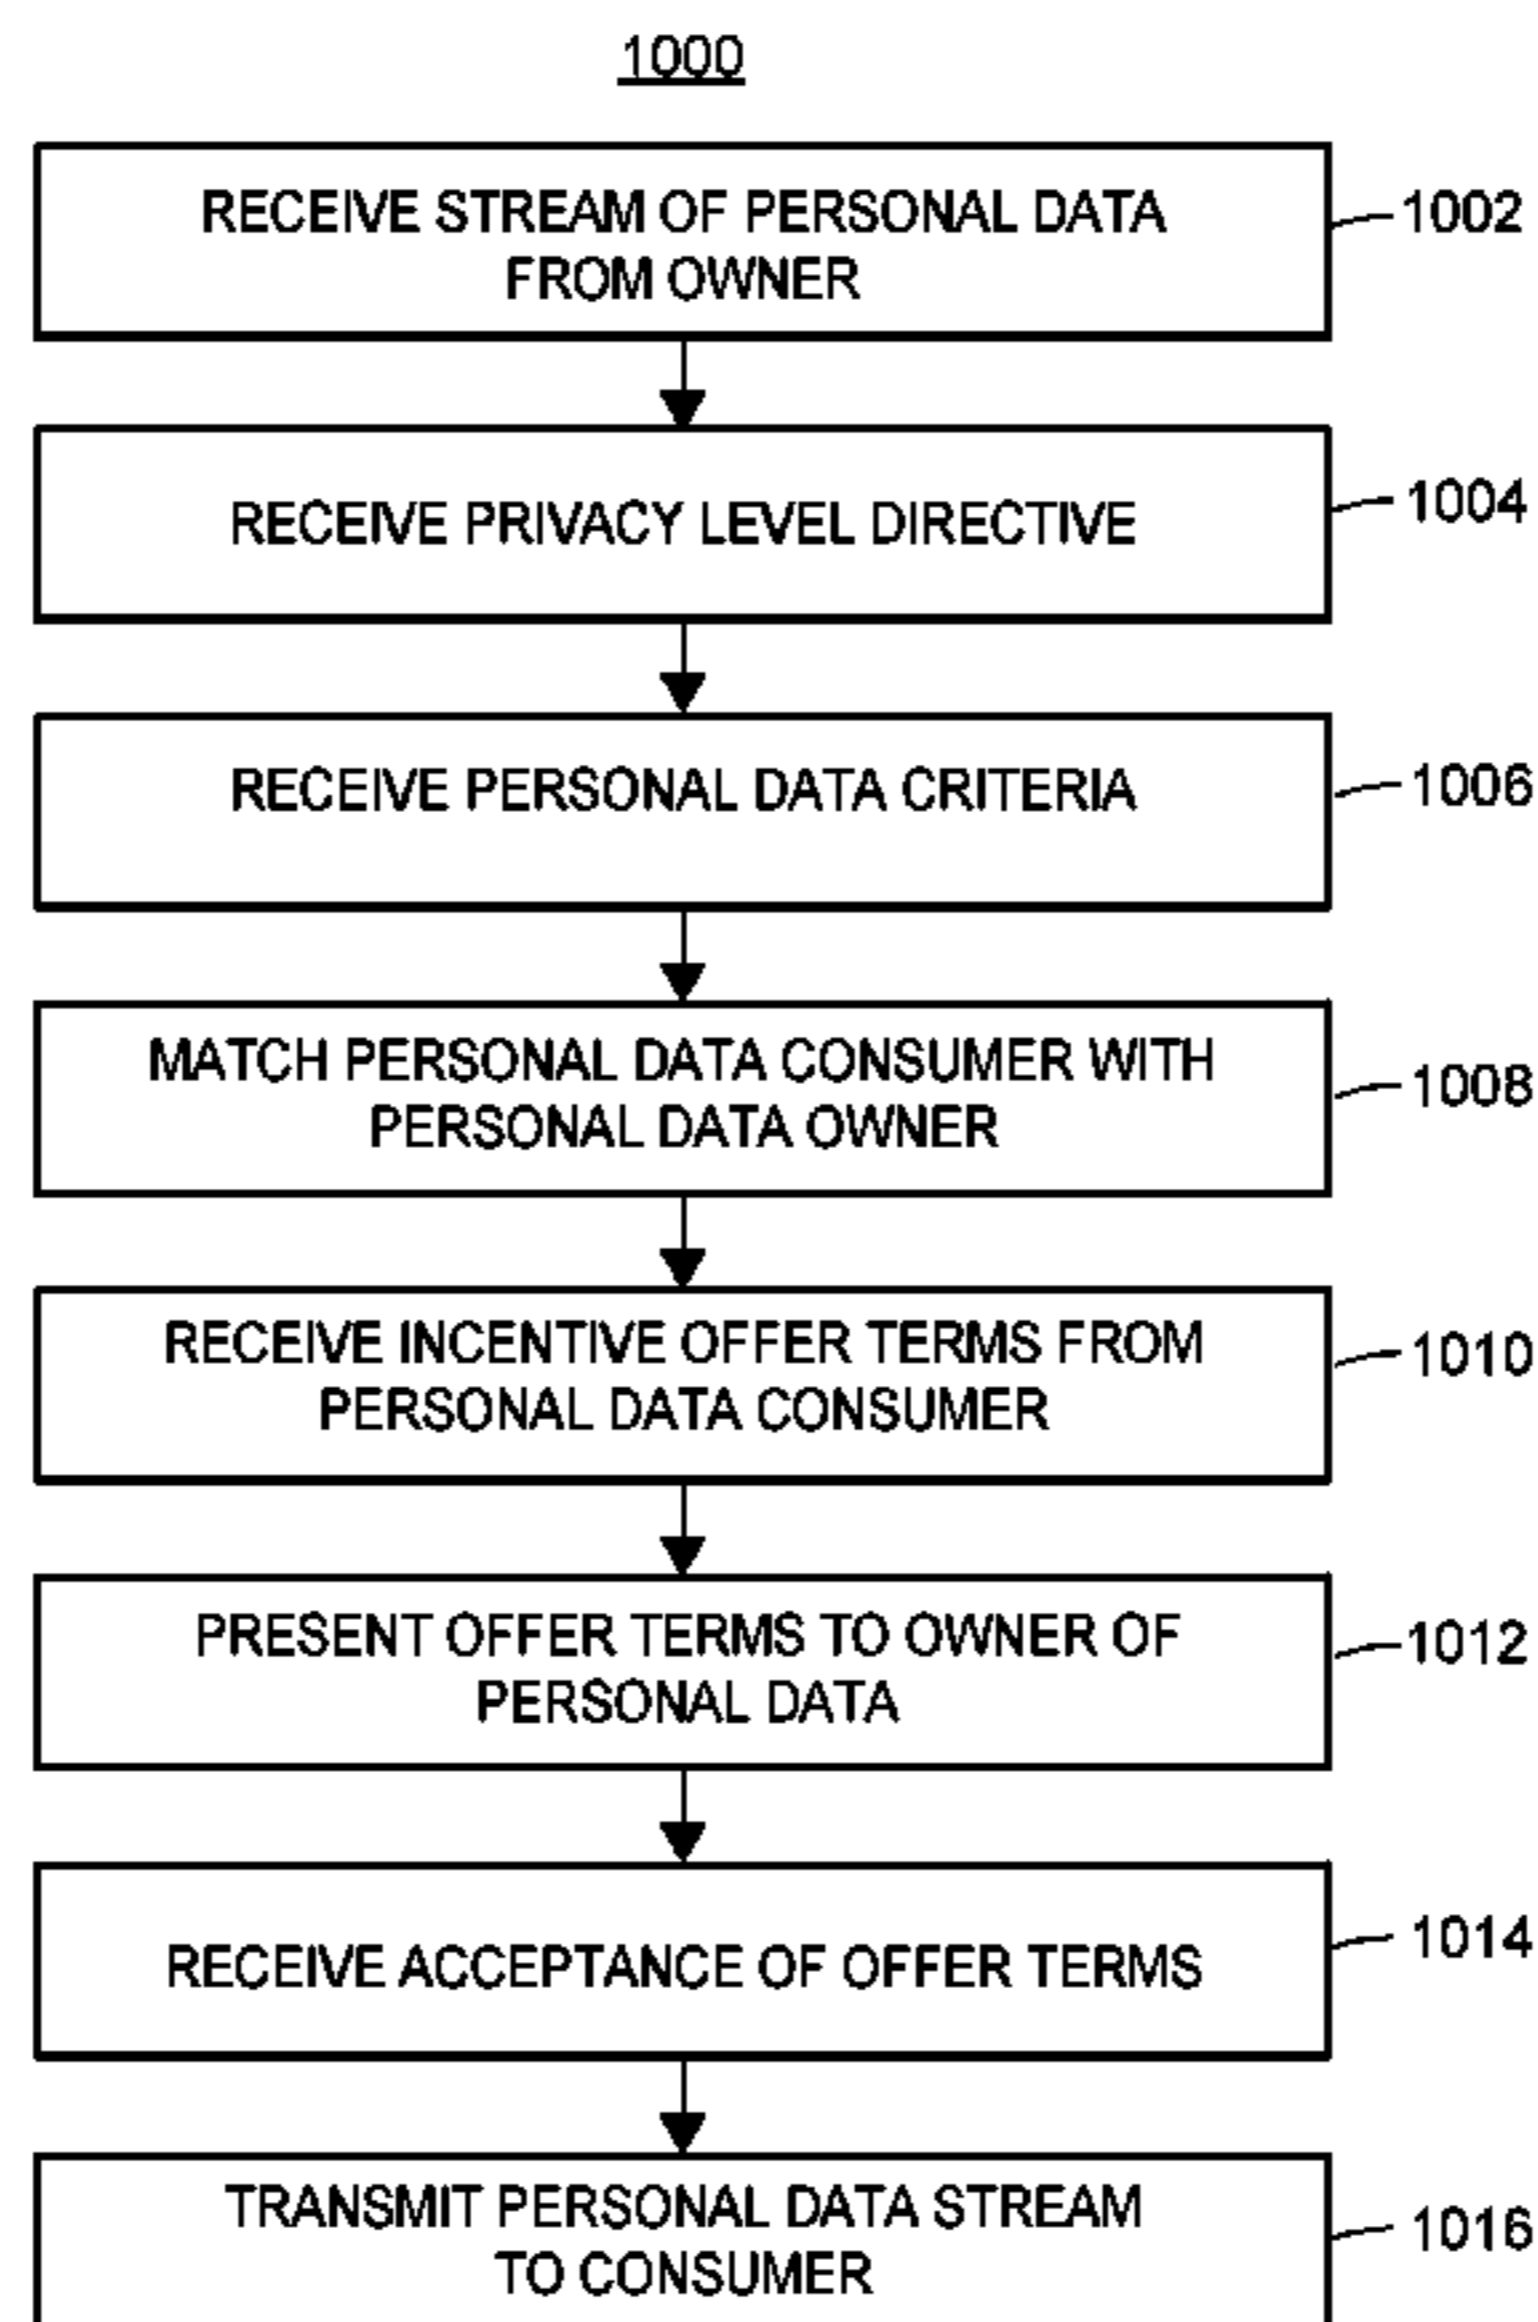 1000
RECEIVE STREAM OF PERSONAL DATA
FROM OWNER
1002
RECEIVE PRIVACY LEVEL DIRECTIVE
1004
RECEIVE PERSONAL DATA CRITERIA
1006
MATCH PERSONAL DATA CONSUMER WITH
PERSONAL DATA OWNER
1008
RECEIVE INCENTIVE OFFER TERMS FROM
PERSONAL DATA CONSUMER
1010
PRESENT OFFER TERMS TO OWNER OF
PERSONAL DATA
1012
RECEIVE ACCEPTANCE OF OFFER TERMS
1014
TRANSMIT PERSONAL DATA STREAM
TO CONSUMER
1016